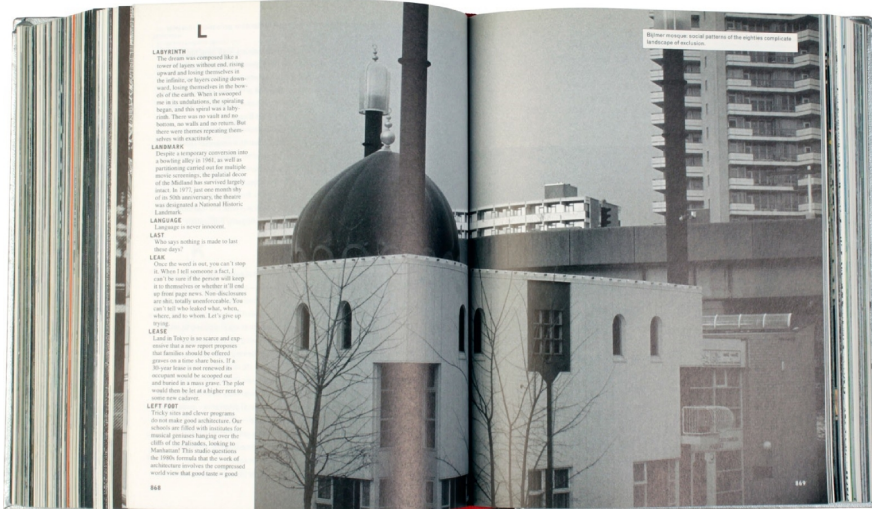 L
LABYRINTH
The dream was composed like a
tower of layers without end, rising
upward and losing themselves in
the infinite, or layers coiling down-
ward, losing themselves in the bow-
els of the earth. When it swooped
me in its undulations, the spiraling
began, and this spiral was a laby-
rinth. There was no vault and no
bottom, no walls and no return. But
there were themes repeating them-
selves with exactitude.
LANDMARK
Despite a temporary conversion into
a bowling alley in 1981, as well as
partitioning carried out for multiple
movie screenings, the palatial decor
of the Midland has survived largely
intact. In 1977, just one month shy
of its 50th anniversary, the theatre
was designated a National Historic
Landmark.
LANGUAGE
Language is never innocent.
LAST
Who says nothing is made to last
these days?
LEAK
Once the word is out, you can't stop
it. When I tell someone a fact, I
can't be sure if the person will keep
it to themselves or whether it'll end
up front page news. Non-disclosures
are shit, totally unenforceable. You
can't tell who leaked what, when,
where, and to whom. Let's give up
trying.
LEASE
Land in Tokyo is so scarce and exp-
ensive that a new report proposes
that families should be offered
graves on a time share basis. If a
30-year lease is not renewed its
occupant would be scooped out
and buried in a mass grave. The plot
would then be let at a higher rent to
some new cadaver.
LEFT FOOT
Tricky sites and clever programs
do not make good architecture. Our
schools are filled with institutes for
musical gestures hanging over the
cliffs of the Palisades, looking to
Manhattan! This studio questions
the 1980s formula that the work of
architecture involves the compressed
world view that good taste = good
868
Bijlmer mosque: social patterns of the eighties complicate
landscape of exclusion.
869